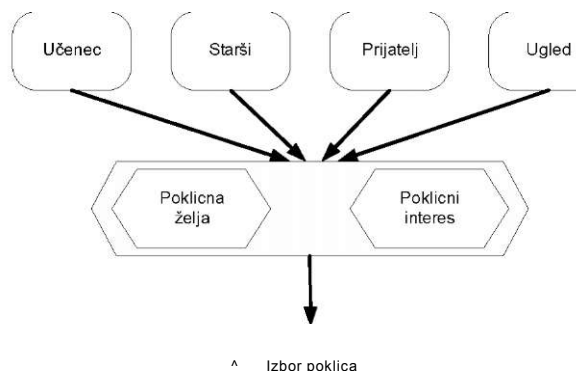 Učenec Starši Prijatelj Ugled
Poklicna
želja
Poklicni
interes
^ Izbor poklica